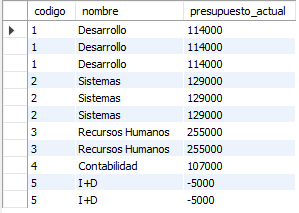 codigo nombre presupuesto_actual
1 Desarrollo 114000
1 Desarrollo 114000
1 Desarrollo 114000
2 Sistemas 129000
2 Sistemas 129000
2 Sistemas 129000
3 Recursos Humanos 255000
3 Recursos Humanos 255000
4 Contabilidad 107000
5 I+D -5000
5 I+D -5000